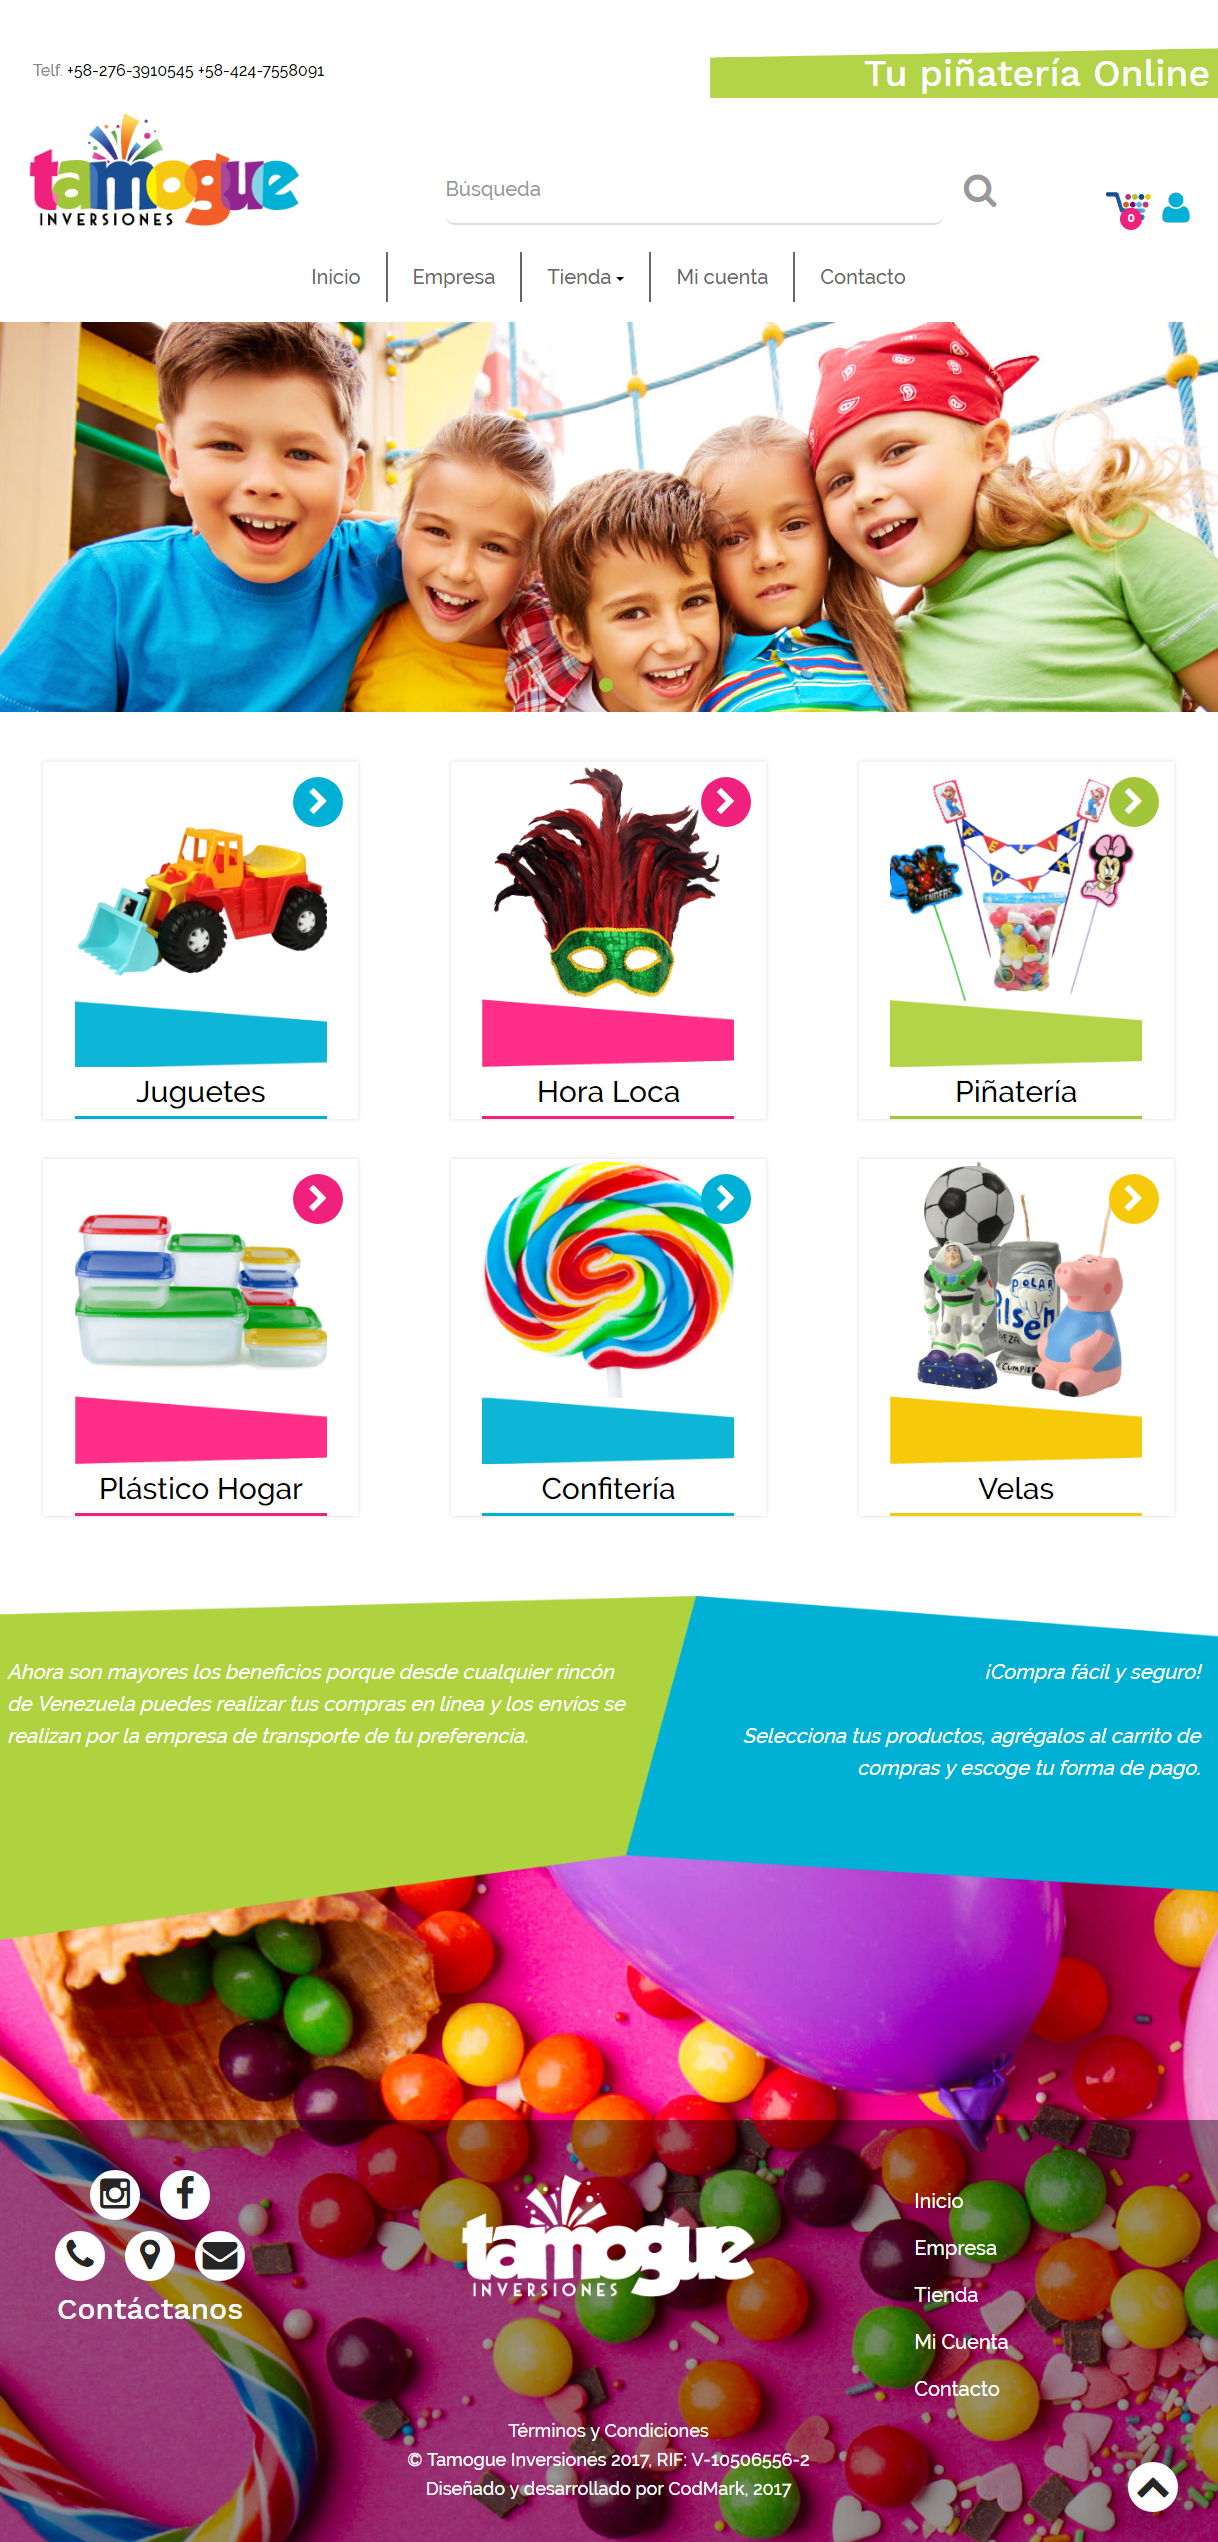 Telf. +58-276-3910545 +58-424-7558091
Tu piñatería Online
tamogue
INVERSIONES
Búsqueda
0
Inicio
Empresa
Tienda
Mi cuenta
Contacto
FELIZ
DIA
AVENGERS
Juguetes
Hora Loca
Piñatería
POLAR
Pilsen
Plástico Hogar
Confitería
Velas
Ahora son mayores los beneficios porque desde cualquier rincón
de Venezuela puedes realizar tus compras en línea y los envíos se
realizan por la empresa de transporte de tu preferencia.
¡Compra fácil y seguro!
Selecciona tus productos, agrégalos al carrito de
compras y escoge tu forma de pago.
Contáctanos
tamogue
INVERSIONES
Inicio
Empresa
Tienda
Mi Cuenta
Contacto
Términos y Condiciones
© Tamogue Inversiones 2017, RIF: V-10506556-2
Diseñado y desarrollado por CodMark, 2017